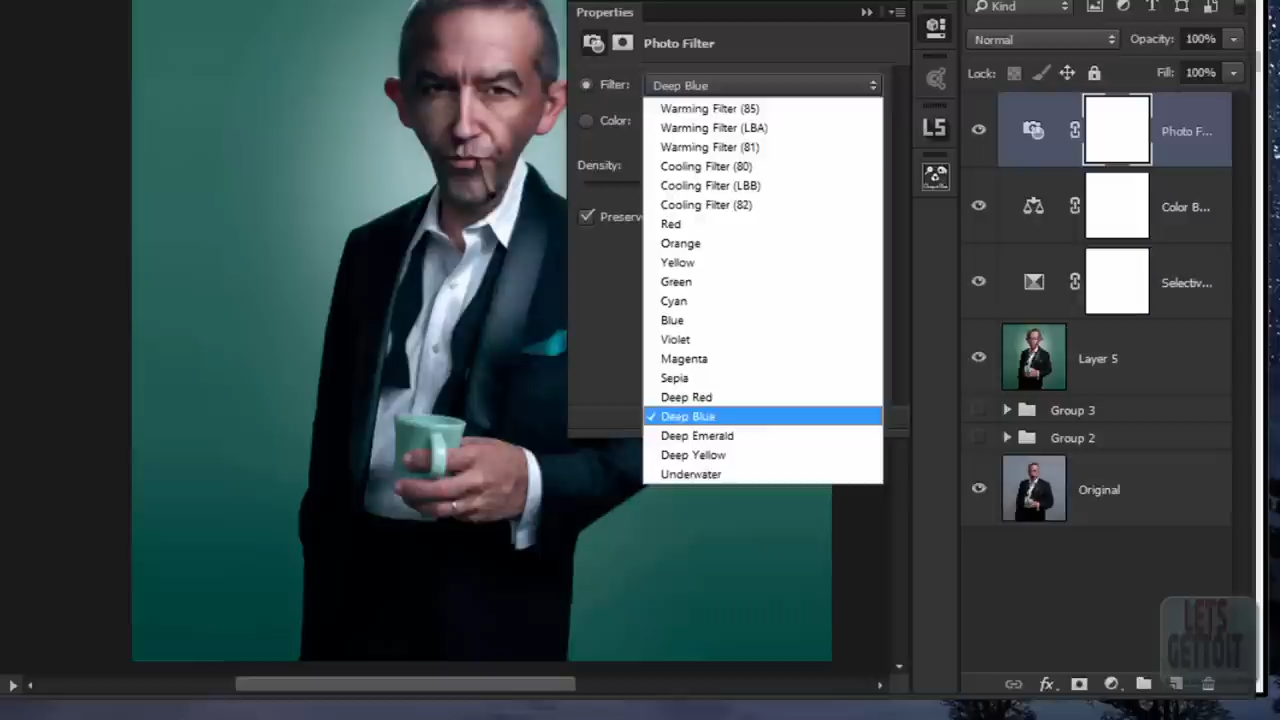 Properties
Photo Filter
Filter:
Deep Blue
Color:
Density:
Preserv
Warming Filter (85)
Warming Filter (LBA)
Warming Filter (81)
Cooling Filter (80)
Cooling Filter (LBB)
Cooling Filter (82)
Red
Orange
Yellow
Green
Cyan
Blue
Violet
Magenta
Sepia
Deep Red
Deep Blue
Deep Emerald
Deep Yellow
Underwater
LS
Kind
Normal
Opacity: 100%
Lock:
Fill: 100%
Photo F...
Color B...
Selectiv...
Layer 5
Group 3
Group 2
Original
LETS
GETTOIT
fx